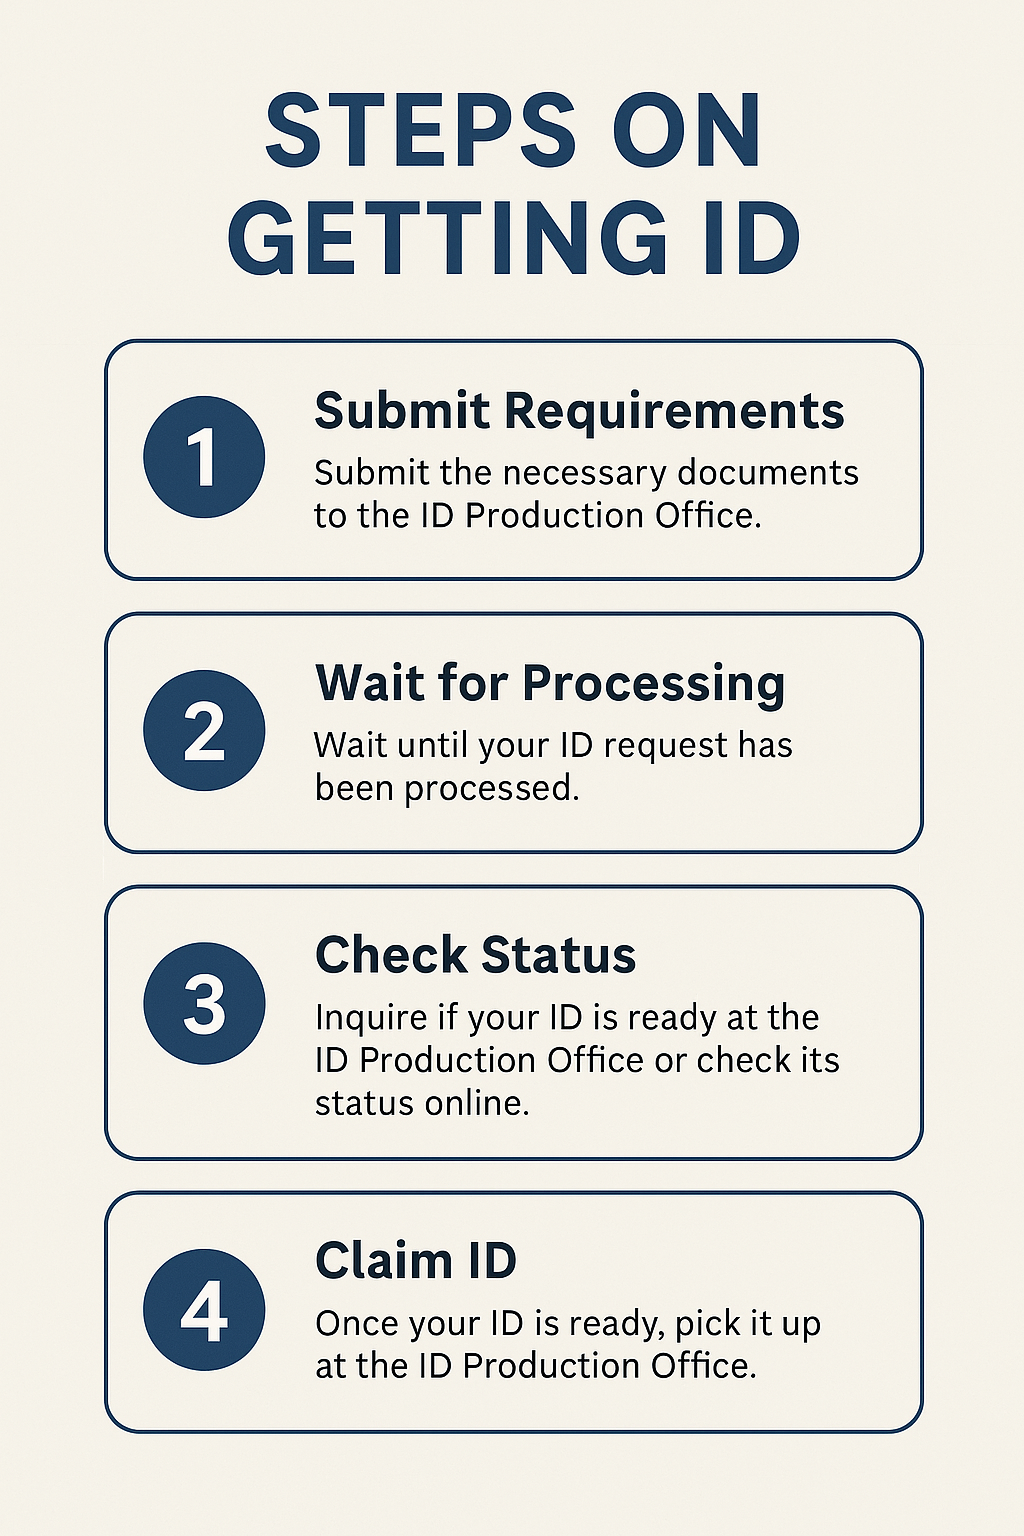 STEPS ON
GETTING ID
1
Submit Requirements
Submit the necessary documents
to the ID Production Office.
2
Wait for Processing
Wait until your ID request has
been processed.
3
Check Status
Inquire if your ID is ready at the
ID Production Office or check its
status online.
4
Claim ID
Once your ID is ready, pick it up
at the ID Production Office.